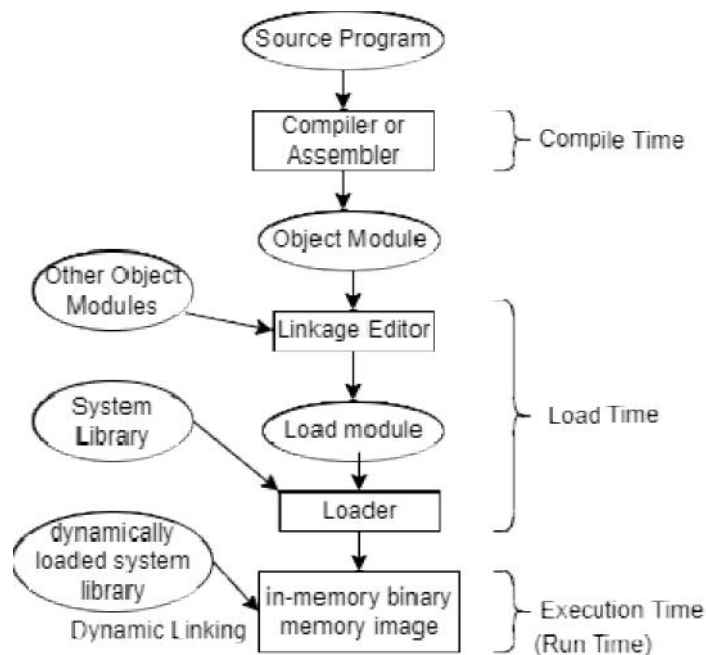 Source Program
Compiler or
Assembler
Compile Time
Object Module
Other Object
Modules
Linkage Editor
System
Library
Load module
Load Time
Loader
dynamically
loaded system
library
Dynamic Linking
in-memory binary
memory image
Execution Time
(Run Time)